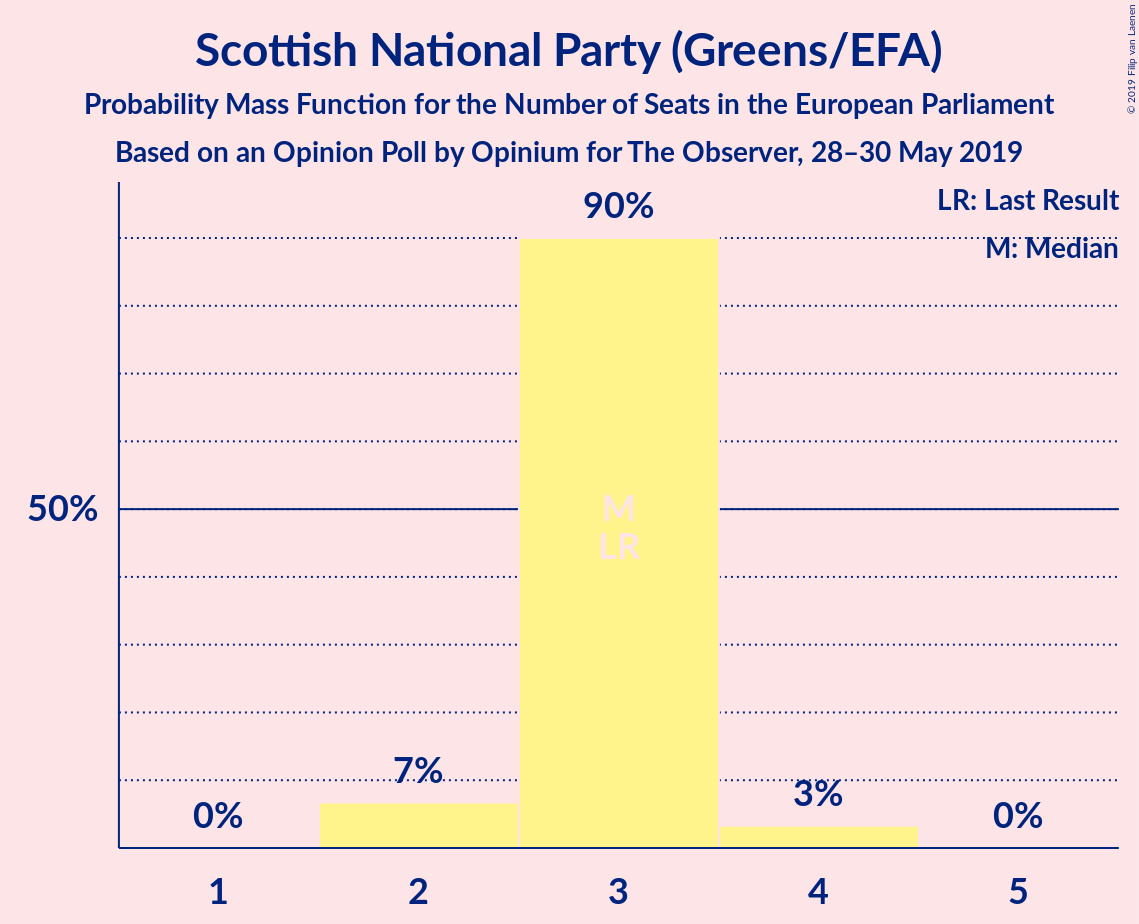 Scottish National Party (Greens/EFA)
Probability Mass Function for the Number of Seats in the European Parliament
Based on an Opinion Poll by Opinium for The Observer, 28–30 May 2019
© 2019 Filip van Laenen
LR: Last Result
M: Median
90%
50%
M
LR
7%
3%
0%
0%
1
2
3
4
5